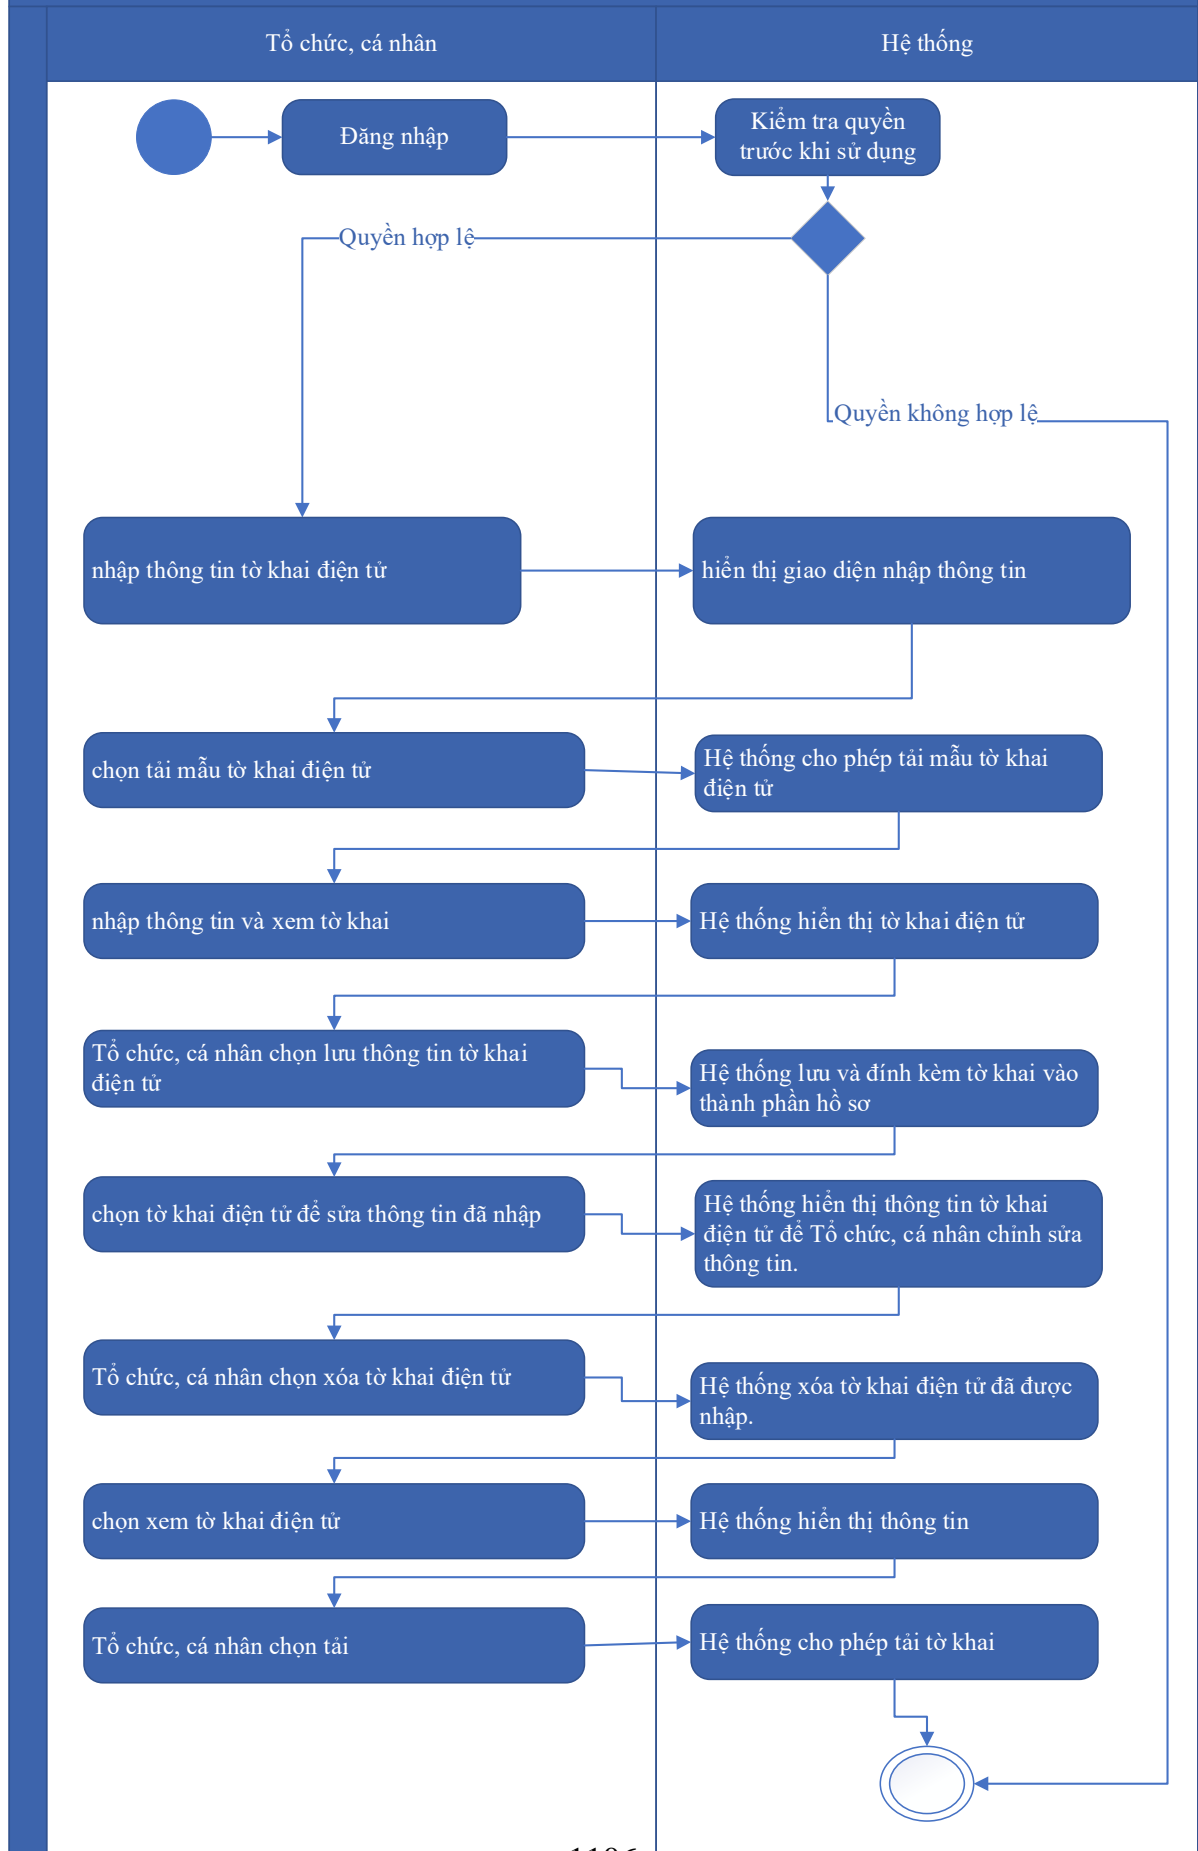 Tổ chức, cá nhân
Hệ thống
Đăng nhập
Kiểm tra quyền
trước khi sử dụng
Quyền hợp lệ
Quyền không hợp lệ
nhập thông tin tờ khai điện tử
hiển thị giao diện nhập thông tin
chọn tải mẫu tờ khai điện tử
Hệ thống cho phép tải mẫu tờ khai
điện tử
nhập thông tin và xem tờ khai
Hệ thống hiển thị tờ khai điện tử
Tổ chức, cá nhân chọn lưu thông tin tờ khai
điện tử
Hệ thống lưu và đính kèm tờ khai vào
thành phần hồ sơ
chọn tờ khai điện tử để sửa thông tin đã nhập
Hệ thống hiển thị thông tin tờ khai
điện tử để Tổ chức, cá nhân chỉnh sửa
thông tin.
Tổ chức, cá nhân chọn xóa tờ khai điện tử
Hệ thống xóa tờ khai điện tử đã được
nhập.
chọn xem tờ khai điện tử
Hệ thống hiển thị thông tin
Tổ chức, cá nhân chọn tải
Hệ thống cho phép tải tờ khai